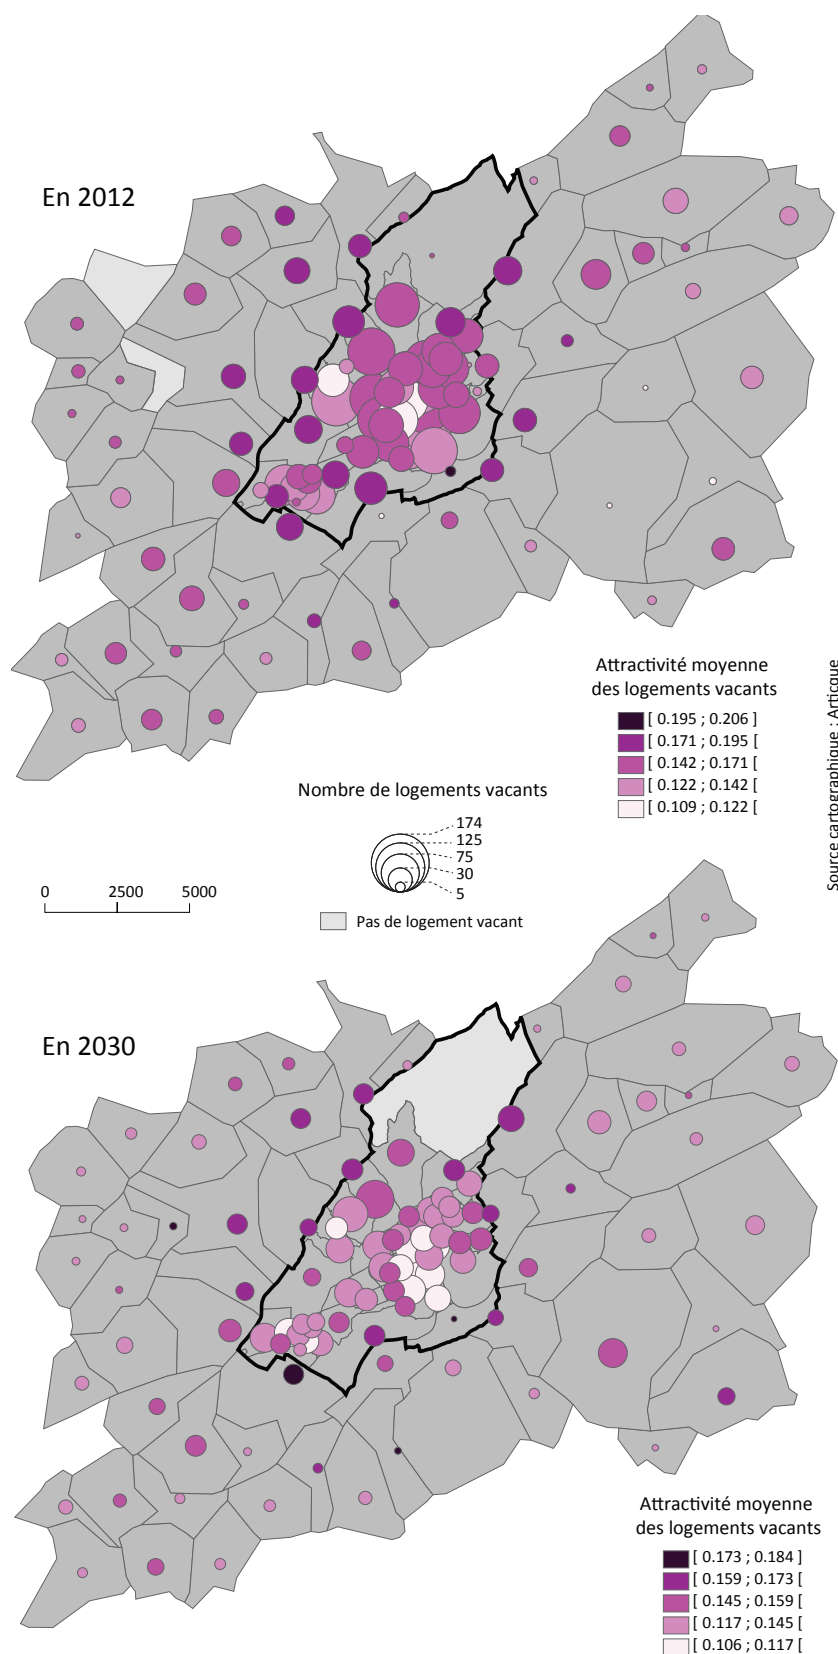 En 2012
Attractivité moyenne
des logements vacants
[ 0.195 ; 0.206 ]
[ 0.171 ; 0.195 [
[ 0.142 ; 0.171 [
[ 0.122 ; 0.142 [
[ 0.109 ; 0.122 [
Source cartographique : Articque
Nombre de logements vacants
174
125
75
30
5
0 2500 5000
Pas de logement vacant
En 2030
Attractivité moyenne
des logements vacants
[ 0.173 ; 0.184 ]
[ 0.159 ; 0.173 [
[ 0.145 ; 0.159 [
[ 0.117 ; 0.145 [
[ 0.106 ; 0.117 [